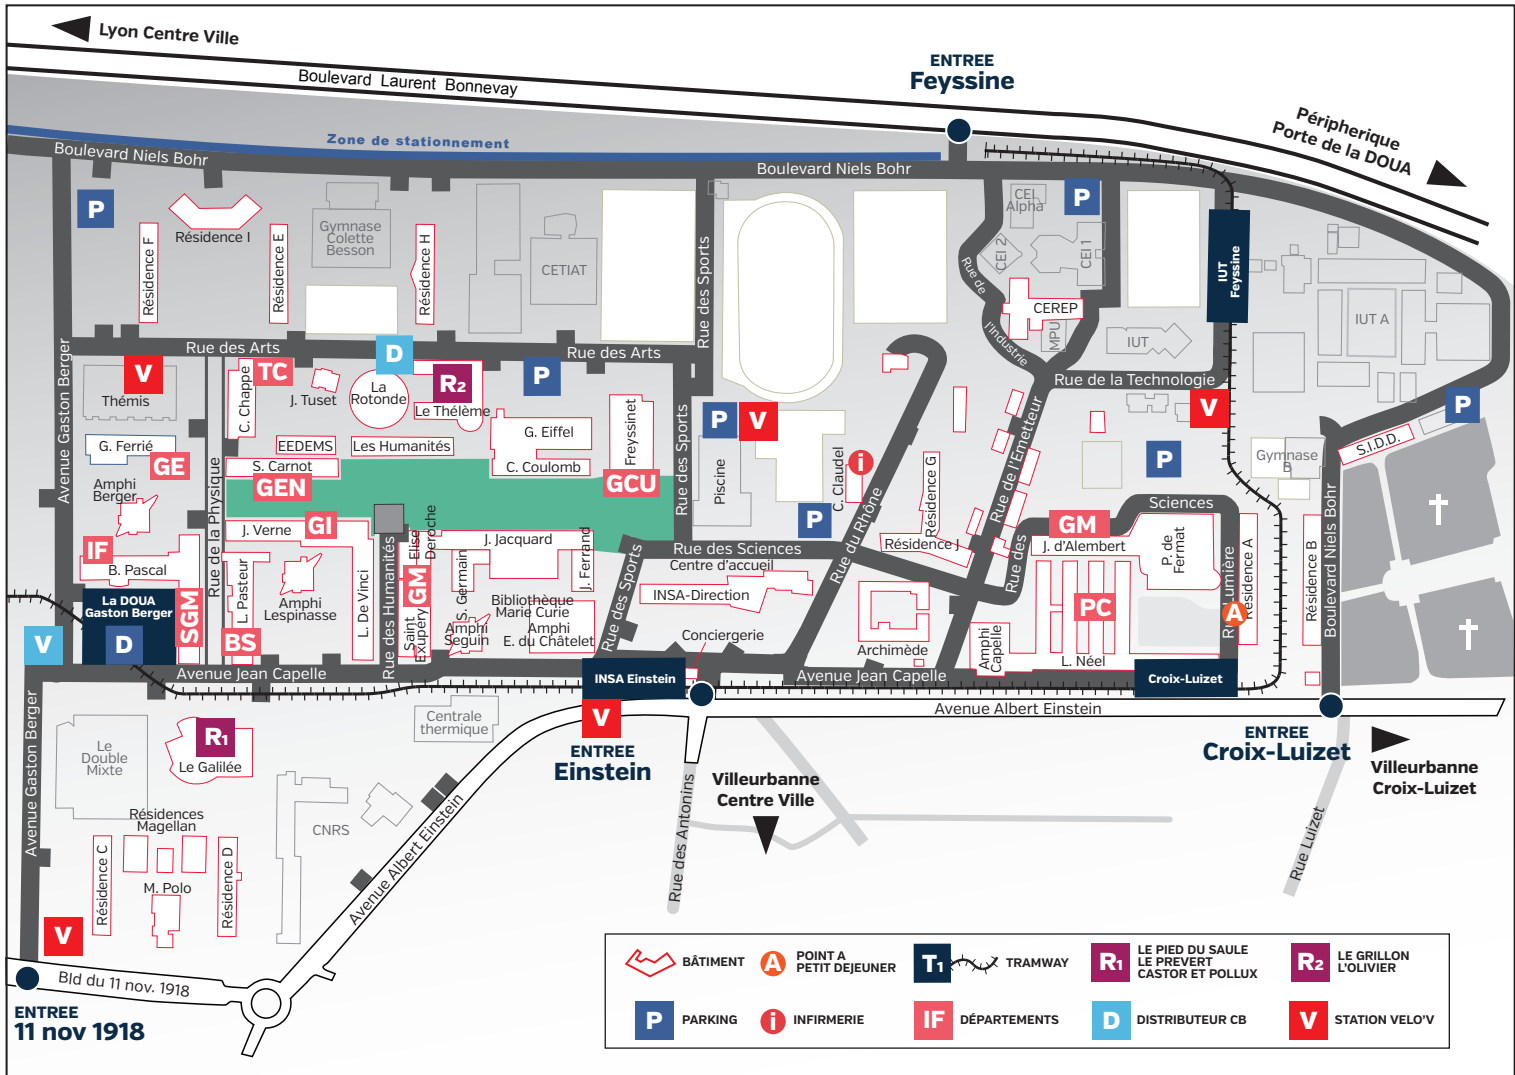 Lyon Centre Ville
Boulevard Laurent Bonnevay
ENTREE
Feyssine
Péripherique
Porte de la DOUA
Zone de stationnement
Boulevard Niels Bohr
Boulevard Niels Bohr
P
Résidence I
Résidence F
Résidence E
Gymnase
Colette
Besson
Résidence H
CETIAT
Rue des Sports
CEI
Alpha
P
CEI 2
CEI 1
Rue de
l'Industrie
CEREP
MPU
IUT
IUT
Feyssine
IUT A
Avenue Gaston Berger
Rue des Arts
D
Rue des Arts
V
Thémis
TC
C. Chappe
J. Tuset
La
Rotonde
R2
Le Thélème
P
G. Eiffel
Freyssinet
Rue des Sports
P
V
Rue de la Technologie
V
P
G. Ferrié
GE
EEDEMS
Les Humanités
S. Carnot
C. Coulomb
GEN
GCU
Piscine
C. Claudel
i
P
Résidence G
Rue de l'Emetteur
P
Gymnase
B
S.I.D.D.
Amphi
Berger
Rue de la Physique
J. Verne
GI
Elise
Deroche
J. Jacquard
J. Ferrand
Rue des Sciences
Centre d'accueil
Rue du Rhône
Résidence J
Rue des
Sciences
GM
J. d'Alembert
P. de
Fermat
Résidence A
Résidence B
Boulevard Niels Bohr
IF
B. Pascal
La DOUA
Gaston Berger
V
D
SGM
L. Pasteur
BS
Amphi
Lespinasse
L. De Vinci
Rue des Humanités
GM
Saint
Exupéry
S. Germain
Amphi
Seguin
Bibliothèque
Marie Curie
Amphi
E. du Châtelet
Rue des Sports
INSA-Direction
Conciergerie
Archimède
Amphi
Capelle
PC
L. Néel
A
Avenue Jean Capelle
INSA Einstein
Avenue Jean Capelle
Croix-Luizet
Avenue Albert Einstein
Avenue Gaston Berger
Le
Double
Mixte
R1
Le Galilée
Centrale
thermique
V
ENTREE
Einstein
Villeurbanne
Centre Ville
ENTREE
Croix-Luizet
Villeurbanne
Croix-Luizet
Résidences
Magellan
Résidence C
M. Polo
Résidence D
CNRS
Avenue Albert Einstein
Rue des Antonins
Rue Luizet
V
Bld du 11 nov. 1918
ENTREE
11 nov 1918
BÂTIMENT
A
POINT A
PETIT DEJEUNER
T1
TRAMWAY
R1
LE PIED DU SAULE
LE PREVERT
CASTOR ET POLLUX
R2
LE GRILLON
L'OLIVIER
P
PARKING
i
INFIRMERIE
IF
DÉPARTEMENTS
D
DISTRIBUTEUR CB
V
STATION VELO'V